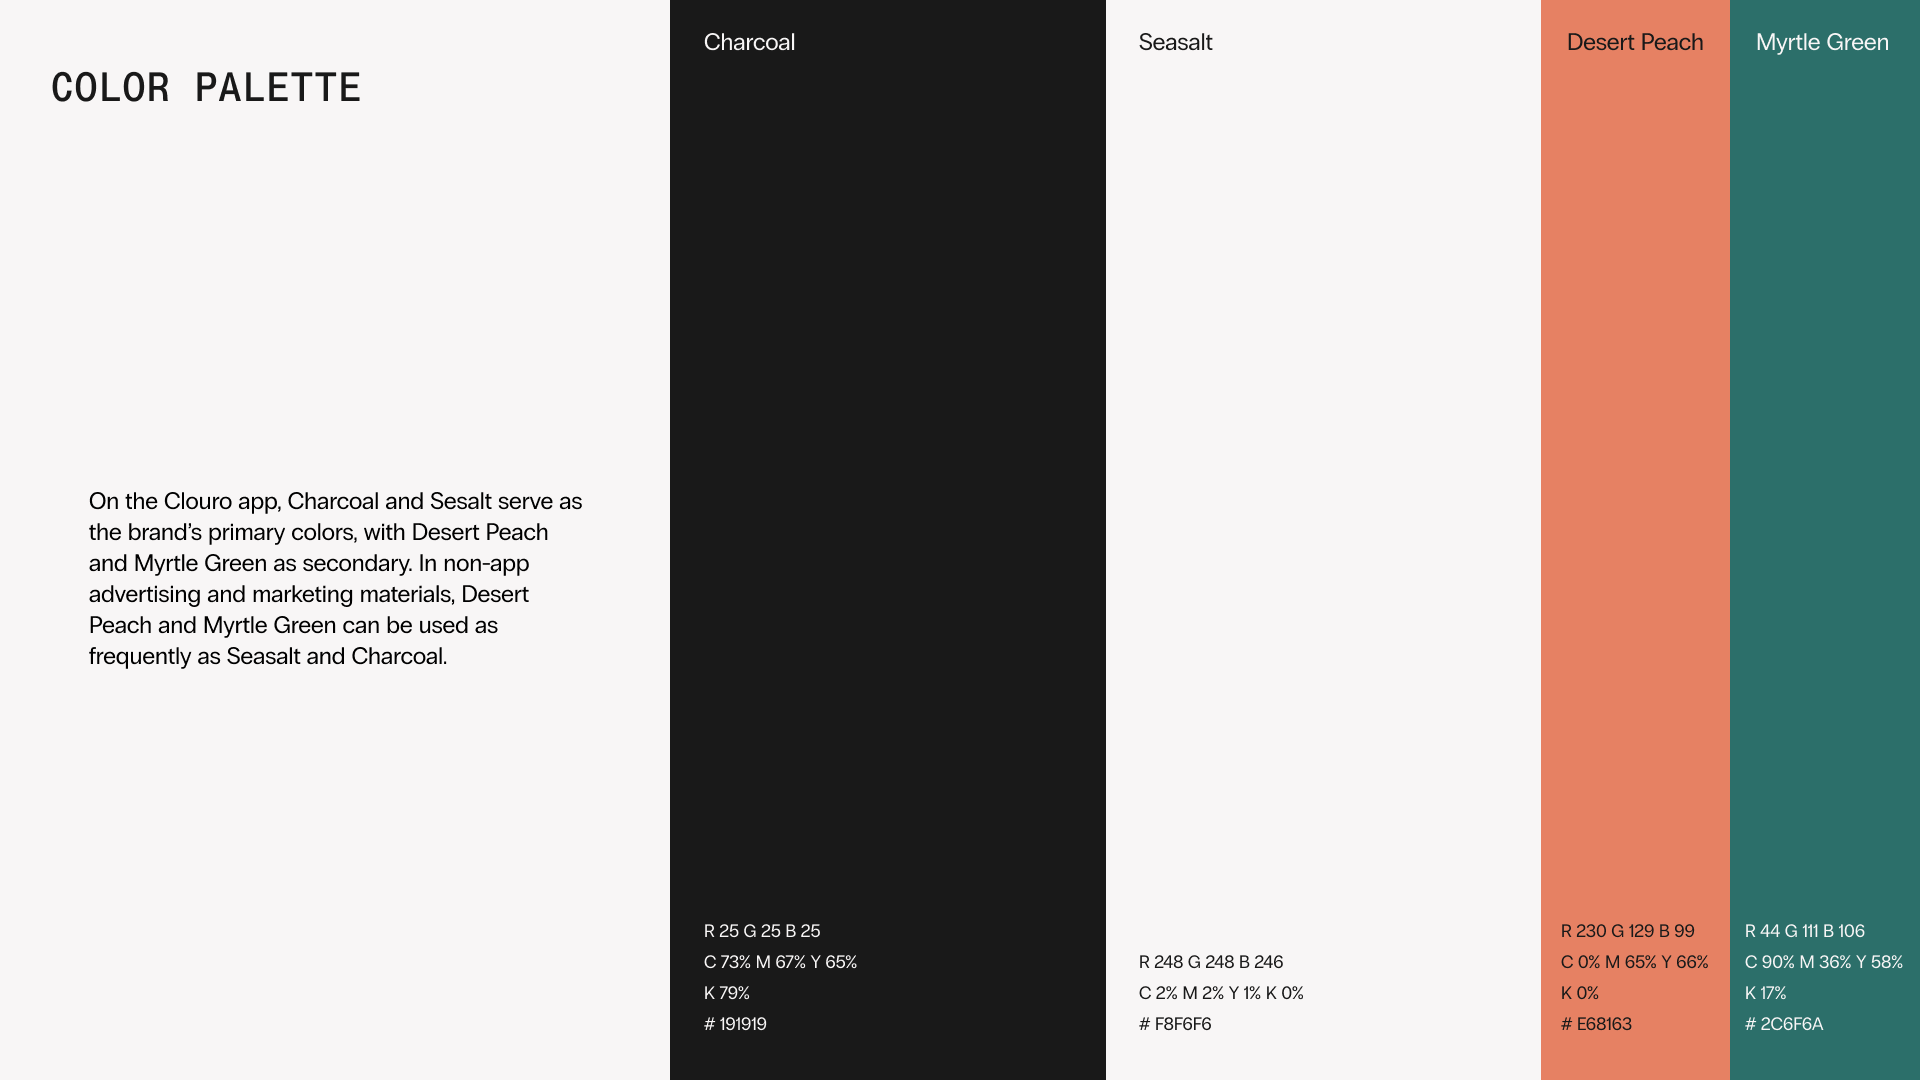 COLOR PALETTE
On the Clouro app, Charcoal and Sesalt serve as
the brand’s primary colors, with Desert Peach
and Myrtle Green as secondary. In non-app
advertising and marketing materials, Desert
Peach and Myrtle Green can be used as
frequently as Seasalt and Charcoal.
Charcoal
R 25 G 25 B 25
C 73% M 67% Y 65%
K 79%
# 191919
Seasalt
R 248 G 248 B 246
C 2% M 2% Y 1% K 0%
# F8F6F6
Desert Peach
R 230 G 129 B 99
C 0% M 65% Y 66%
K 0%
# E68163
Myrtle Green
R 44 G 111 B 106
C 90% M 36% Y 58%
K 17%
# 2C6F6A